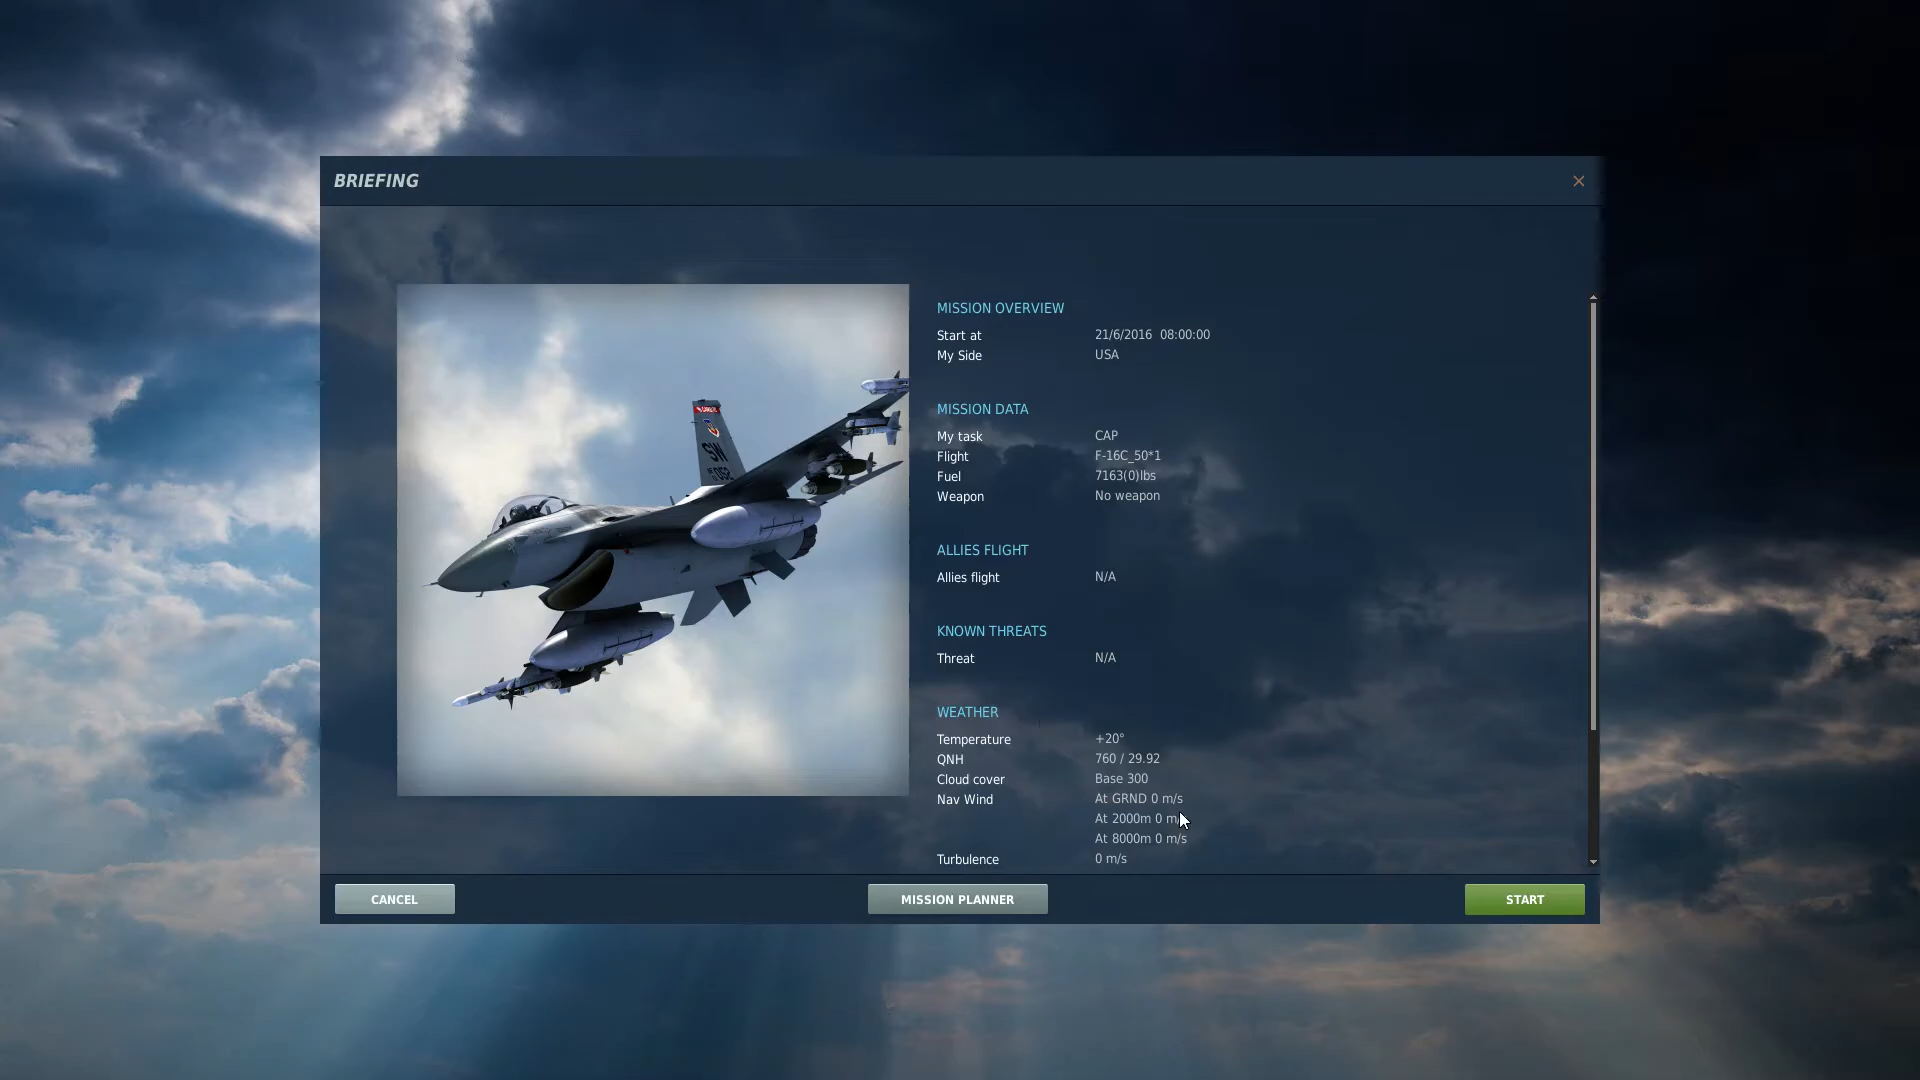 BRIEFING
MISSION OVERVIEW
Start at 21/6/2016 08:00:00
My Side USA
MISSION DATA
My task CAP
Flight F-16C_50*1
Fuel 7163(0)lbs
Weapon No weapon
ALLIES FLIGHT
Allies flight N/A
KNOWN THREATS
Threat N/A
WEATHER
Temperature +20°
QNH 760 / 29.92
Cloud cover Base 300
Nav Wind At GRND 0 m/s
At 2000m 0 m/s
At 8000m 0 m/s
Turbulence 0 m/s
SW
CANCEL
MISSION PLANNER
START